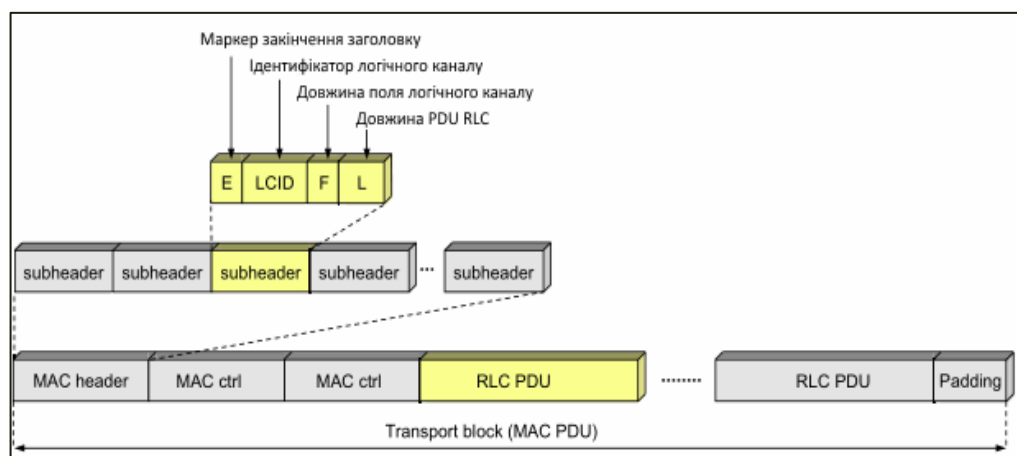 Маркер закінчення заголовку
Ідентифікатор логічного каналу
Довжина поля логічного каналу
Довжина PDU RLC
E LCID F L
subheader subheader subheader subheader ... subheader
MAC header MAC ctrl MAC ctrl RLC PDU ........ RLC PDU Padding
Transport block (MAC PDU)